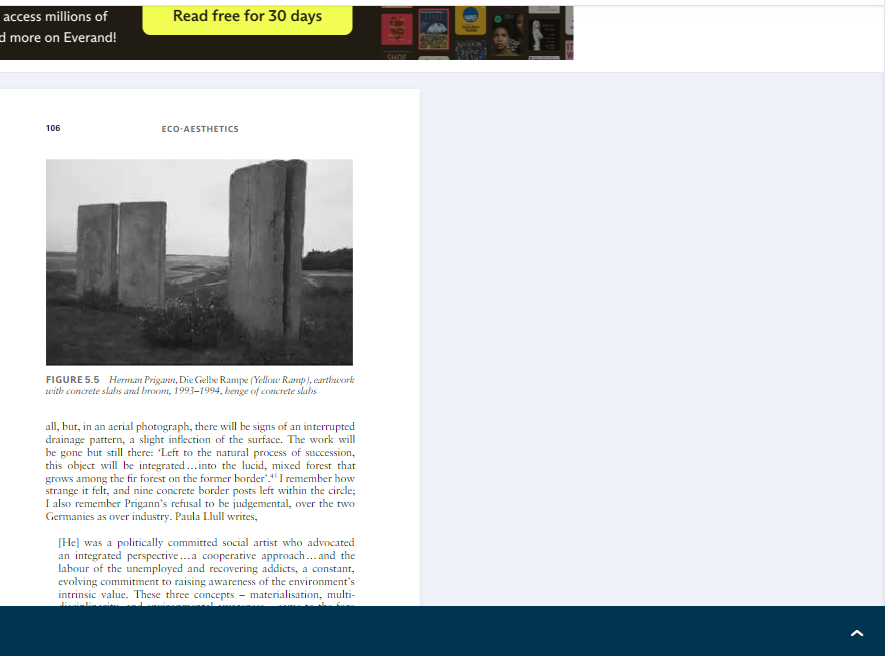 access millions of
d more on Everand!
Read free for 30 days
106
ECO-AESTHETICS
FIGURE 5.5 Herman Prigann, Die Gelbe Rampe (Yellow Ramp), earthwork
with concrete slabs and broom, 1993–1994, henge of concrete slabs
all, but, in an aerial photograph, there will be signs of an interrupted
drainage pattern, a slight inflection of the surface. The work will
be gone but still there: ‘Left to the natural process of succession,
this object will be integrated…into the lucid, mixed forest that
grows among the fir forest on the former border’.⁴⁵ I remember how
strange it felt, and nine concrete border posts left within the circle;
I also remember Prigann’s refusal to be judgemental, over the two
Germanies as over industry. Paula Llull writes,
[He] was a politically committed social artist who advocated
an integrated perspective…a cooperative approach…and the
labour of the unemployed and recovering addicts, a constant,
evolving commitment to raising awareness of the environment’s
intrinsic value. These three concepts – materialisation, multi-